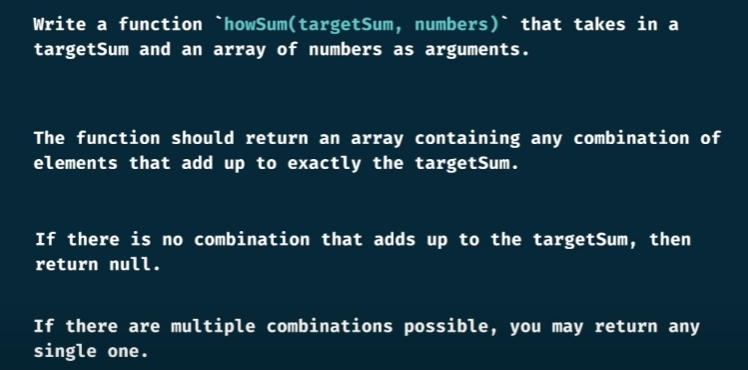 Write a function `howSum(targetSum, numbers)` that takes in a
targetSum and an array of numbers as arguments.
The function should return an array containing any combination of
elements that add up to exactly the targetSum.
If there is no combination that adds up to the targetSum, then
return null.
If there are multiple combinations possible, you may return any
single one.